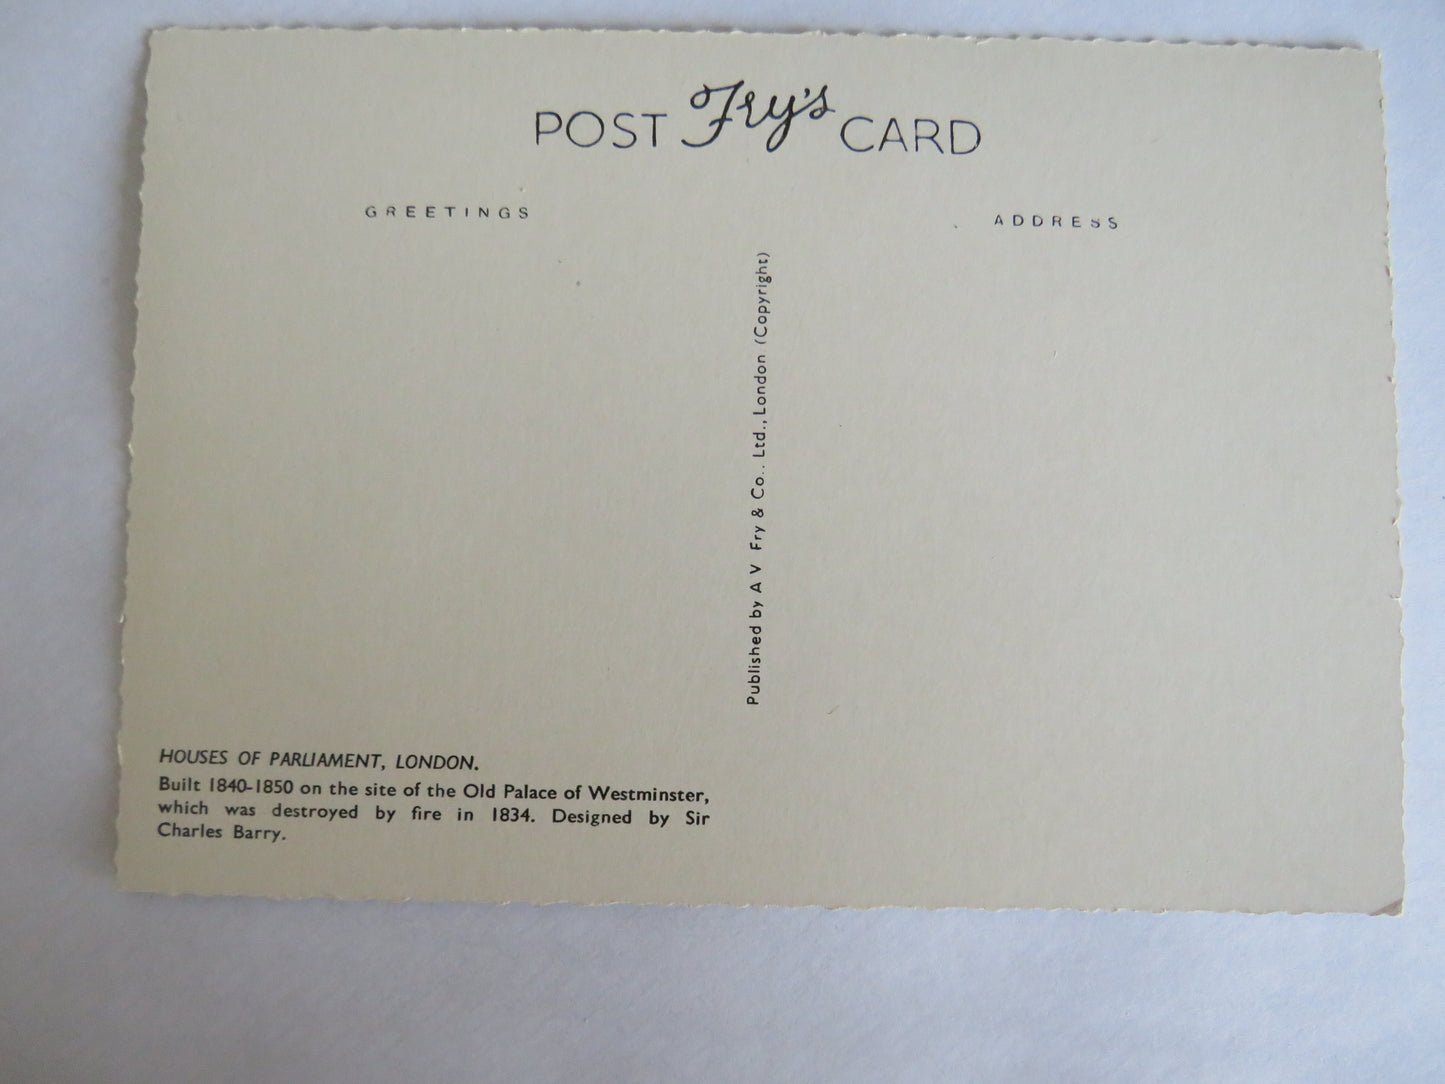 POST Fry's CARD
GREETINGS
ADDRESS
Published by A V Fry & Co.. Ltd., London (Copyright)
HOUSES OF PARLIAMENT, LONDON.
Built 1840-1850 on the site of the Old Palace of Westminster,
which was destroyed by fire in 1834. Designed by Sir
Charles Barry.